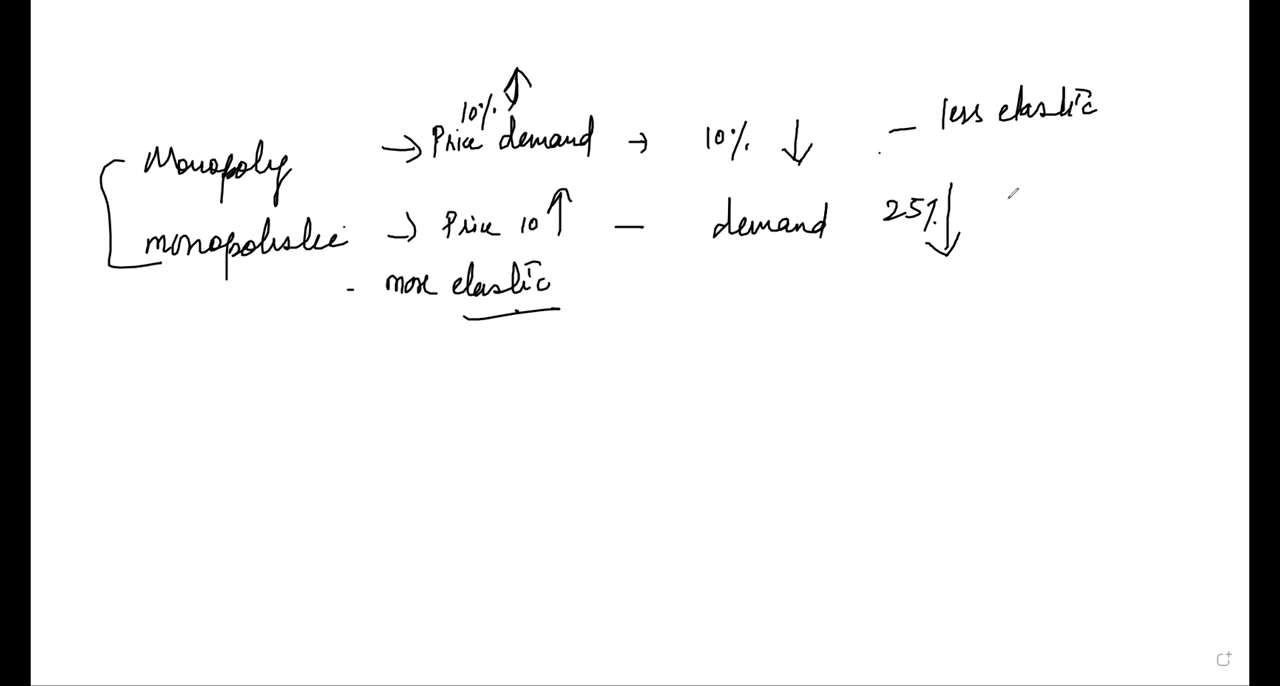 Monopoly → Price 10% ↑ demand → 10% ↓ — less elastic
monopolistic → Price 10 ↑ — demand 25% ↓
- more elastic